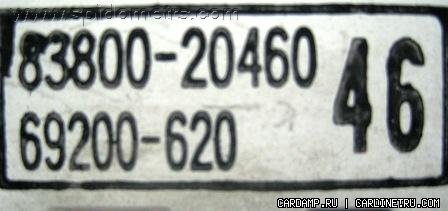 www.spidometrs.com
83800-20460
69200-620
46
CARDAMP.RU | CARDINETRU.COM